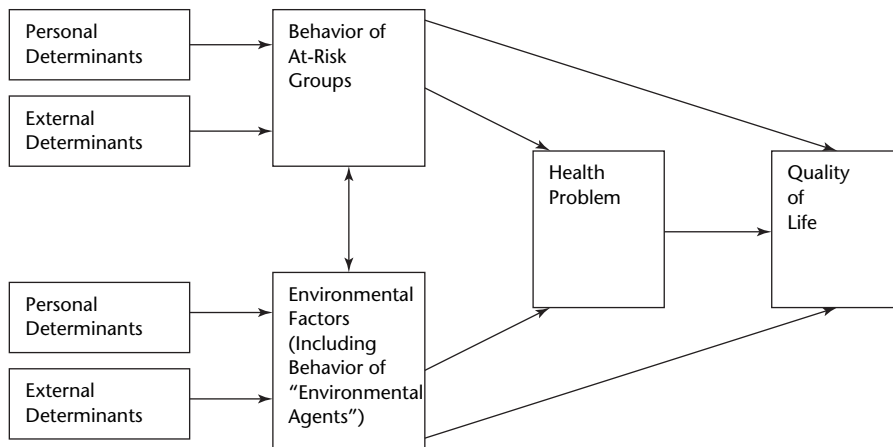 Personal
Determinants
External
Determinants
Behavior of
At-Risk
Groups
Health
Problem
Quality
of
Life
Personal
Determinants
External
Determinants
Environmental
Factors
(Including
Behavior of
“Environmental
Agents”)